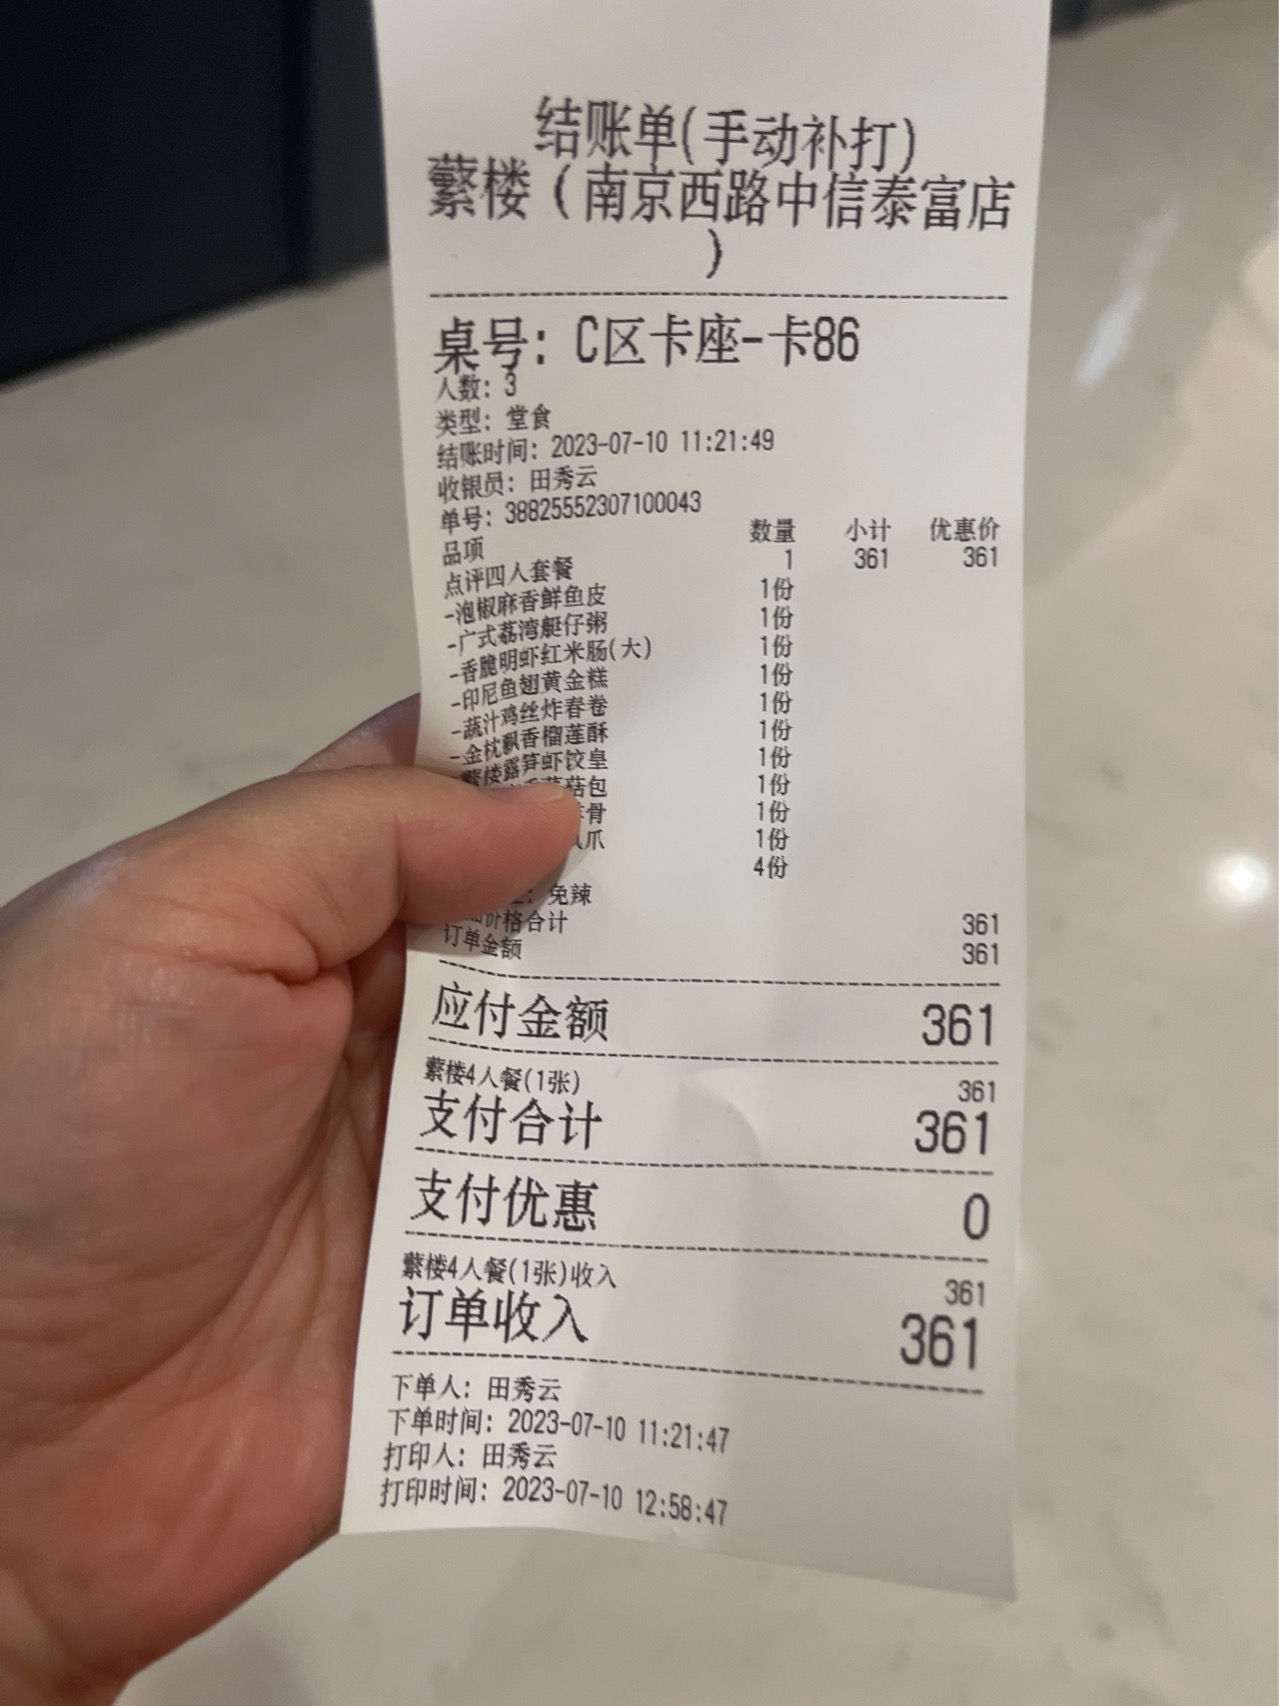 结账单(手动补打)
蘩楼（南京西路中信泰富店
）
桌号: C区卡座-卡86
人数: 3
类型: 堂食
结账时间: 2023-07-10 11:21:49
收银员: 田秀云
单号: 38825552307100043
品项 数量 小计 优惠价
点评四人套餐 1 361 361
-泡椒麻香鲜鱼皮 1份
-广式荔湾艇仔粥 1份
-香脆明虾红米肠(大) 1份
-印尼鱼翅黄金糕 1份
-蔬汁鸡丝炸春卷 1份
-金枕飘香榴莲酥 1份
-蘩楼露笋虾饺皇 1份
菇包 1份
骨 1份
爪 1份
4份
: 免辣
价格合计 361
订单金额 361
应付金额 361
蘩楼4人餐(1张) 361
支付合计 361
支付优惠 0
蘩楼4人餐(1张)收入 361
订单收入 361
下单人: 田秀云
下单时间: 2023-07-10 11:21:47
打印人: 田秀云
打印时间: 2023-07-10 12:58:47